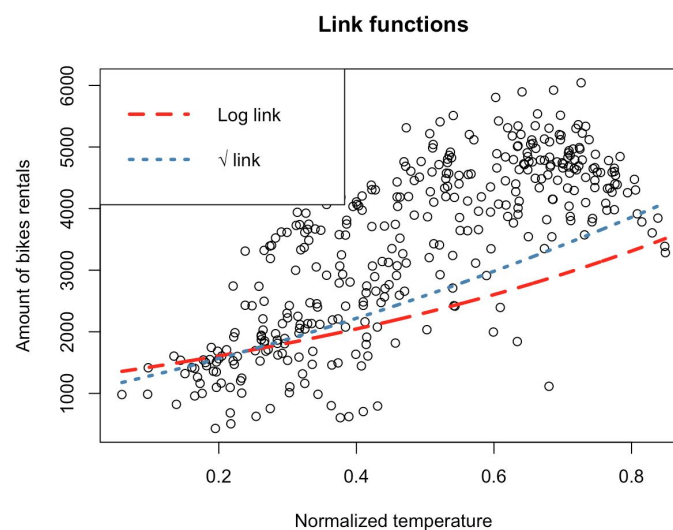 Link functions
Log link
√ link
6000
5000
4000
3000
2000
1000
Amount of bikes rentals
0.2 0.4 0.6 0.8
Normalized temperature